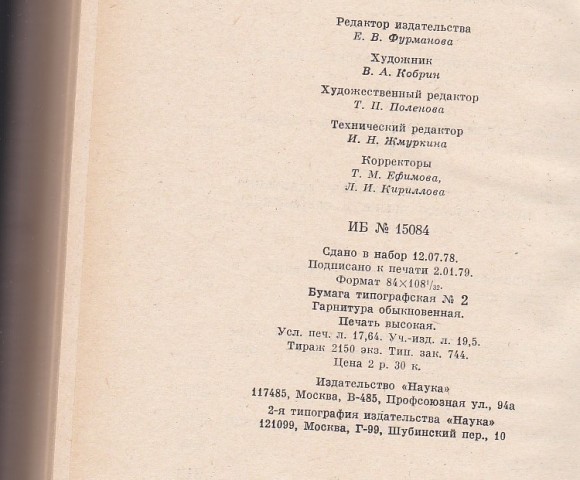 Редактор издательства
Е. В. Фурманова
Художник
В. А. Кобрин
Художественный редактор
Т. П. Поленова
Технический редактор
И. Н. Жмуркина
Корректоры
Т. М. Ефимова,
Л. И. Кириллова
ИБ № 15084
Сдано в набор 12.07.78.
Подписано к печати 2.01.79.
Формат 84×108¹/₃₂.
Бумага типографская № 2
Гарнитура обыкновенная.
Печать высокая.
Усл. печ. л. 17,64. Уч.-изд. л. 19,5.
Тираж 2150 экз. Тип. зак. 744.
Цена 2 р. 30 к.
Издательство «Наука»
117485, Москва, В-485, Профсоюзная ул., 94а
2-я типография издательства «Наука»
121099, Москва, Г-99, Шубинский пер., 10